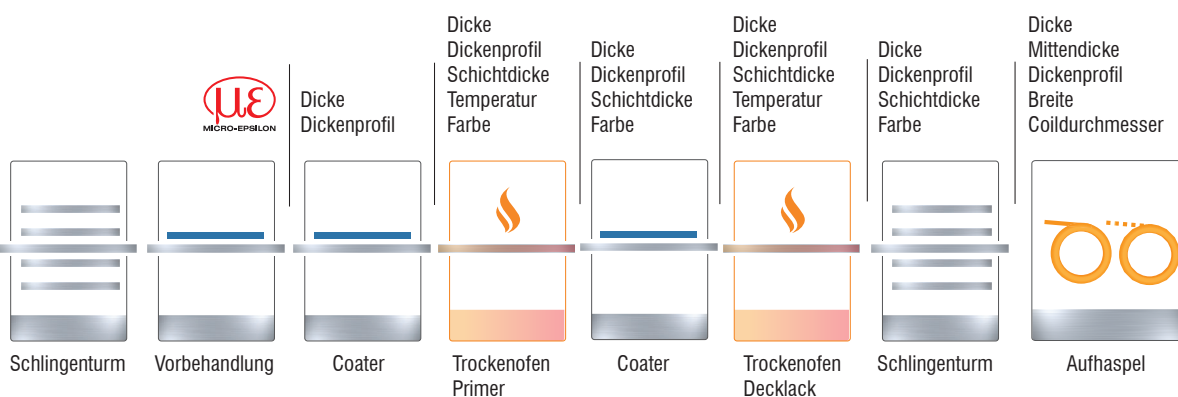 με
MICRO-EPSILON
Dicke
Dickenprofil
Dicke
Dickenprofil
Schichtdicke
Temperatur
Farbe
Dicke
Dickenprofil
Schichtdicke
Farbe
Dicke
Dickenprofil
Schichtdicke
Temperatur
Farbe
Dicke
Dickenprofil
Schichtdicke
Farbe
Dicke
Mittendicke
Dickenprofil
Breite
Coildurchmesser
Schlingenturm
Vorbehandlung
Coater
Trockenofen
Primer
Coater
Trockenofen
Decklack
Schlingenturm
Aufhaspel